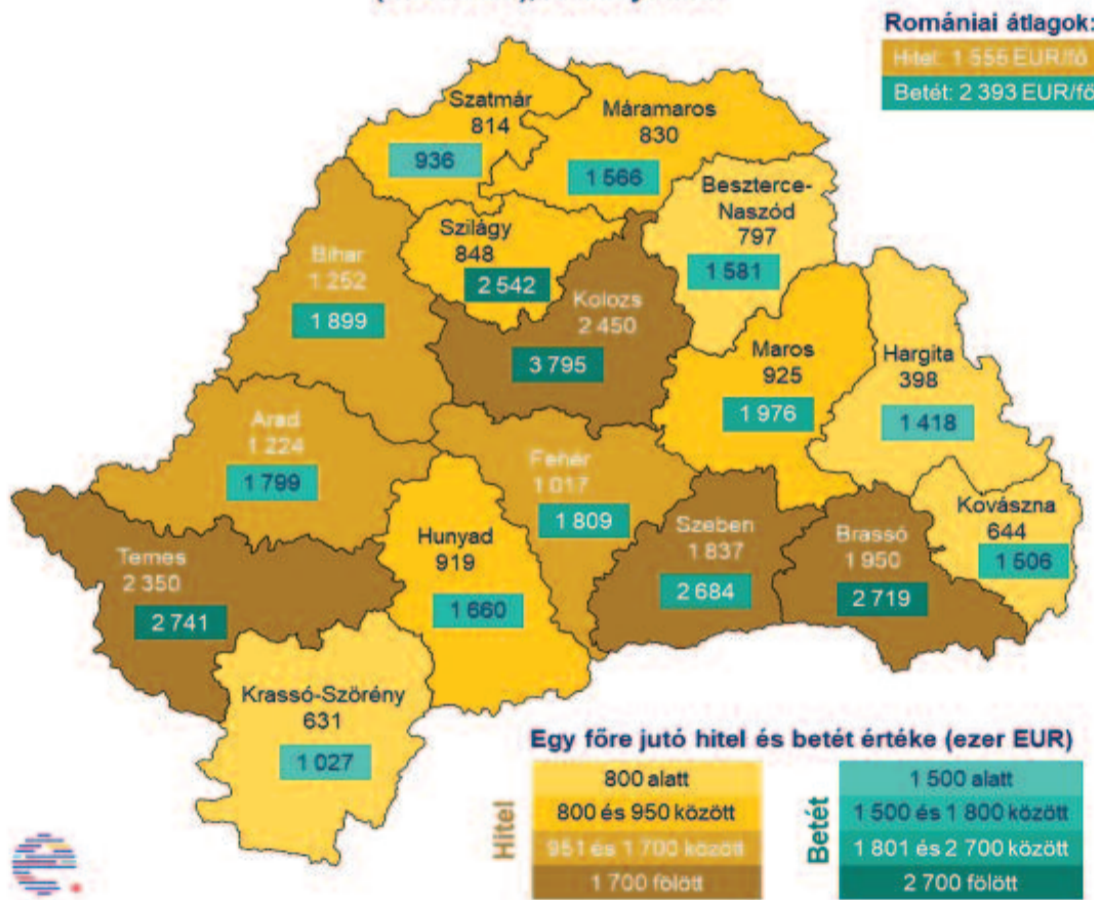 Romániai átlagok:
Hitel: 1 555 EUR/fő
Betét: 2 393 EUR/fő
Szatmár
814
936
Máramaros
830
1 566
Beszterce-
Naszód
797
1 581
Szilágy
848
2 542
Bihar
1 252
1 899
Kolozs
2 450
3 795
Maros
925
1 976
Hargita
398
1 418
Arad
1 224
1 799
Fehér
1 017
1 809
Kovászna
644
1 506
Temes
2 350
2 741
Hunyad
919
1 660
Szeben
1 837
2 684
Brassó
1 950
2 719
Krassó-Szörény
631
1 027
Egy főre jutó hitel és betét értéke (ezer EUR)
Hitel
800 alatt
800 és 950 között
951 és 1 700 között
1 700 fölött
Betét
1 500 alatt
1 500 és 1 800 között
1 801 és 2 700 között
2 700 fölött